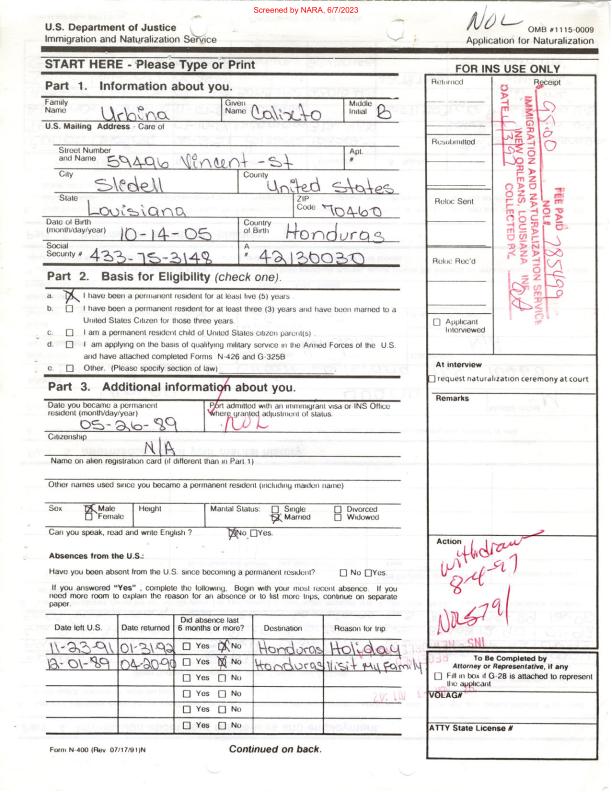 Screened by NARA, 6/7/2023
NOL
U.S. Department of Justice
Immigration and Naturalization Service
OMB #1115-0009
Application for Naturalization
START HERE - Please Type or Print
Part 1. Information about you.
Family Name Urbina Given Name Calixto Middle Initial B
U.S. Mailing Address - Care of
Street Number and Name 59496 Vincent -St Apt. #
City Slidell County United States
State Louisiana ZIP Code 70460
Date of Birth (month/day/year) 10-14-05 Country of Birth Honduras
Social Security # 433-75-3148 A # 42130030
Part 2. Basis for Eligibility (check one).
a. I have been a permanent resident for at least five (5) years
b. I have been a permanent resident for at least three (3) years and have been married to a
United States Citizen for those three years.
c. I am a permanent resident child of United States citizen parent(s)
d. I am applying on the basis of qualifying military service in the Armed Forces of the U.S.
and have attached completed Forms N-426 and G-325B
e. Other. (Please specify section of law)
Part 3. Additional information about you.
Date you became a permanent resident (month/day/year) 05-26-89
Port admitted with an immigrant visa or INS Office where granted adjustment of status. NOL
Citizenship
N/A
Name on alien registration card (if different than in Part 1)
Other names used since you became a permanent resident (including maiden name)
Sex Male Female Height Marital Status: Single Married Divorced Widowed
Can you speak, read and write English ? No Yes.
Absences from the U.S.:
Have you been absent from the U.S. since becoming a permanent resident? No Yes.
If you answered "Yes" , complete the following, Begin with your most recent absence. If you
need more room to explain the reason for an absence or to list more trips, continue on separate
paper.
Date left U.S. Date returned Did absence last 6 months or more? Destination Reason for trip
11-23-91 01-31-92 Yes No Honduras Holiday
12-01-89 04-20-90 Yes No Honduras Visit My Family
Yes No
Yes No
Yes No
Yes No
Form N-400 (Rev 07/17/91)N
Continued on back.
FOR INS USE ONLY
Returned Receipt
$95.00
FEE PAID
NOL# 785499
IMMIGRATION AND NATURALIZATION SERVICE
NEW ORLEANS, LOUISIANA
DATE
COLLECTED BY
Resubmitted
Reloc Sent
Reloc Rec'd
Applicant Interviewed
At interview
request naturalization ceremony at court
Remarks
Action
withdraw
8-4-97
To Be Completed by
Attorney or Representative, if any
Fill in box if G-28 is attached to represent
the applicant
VOLAG#
ATTY State License #